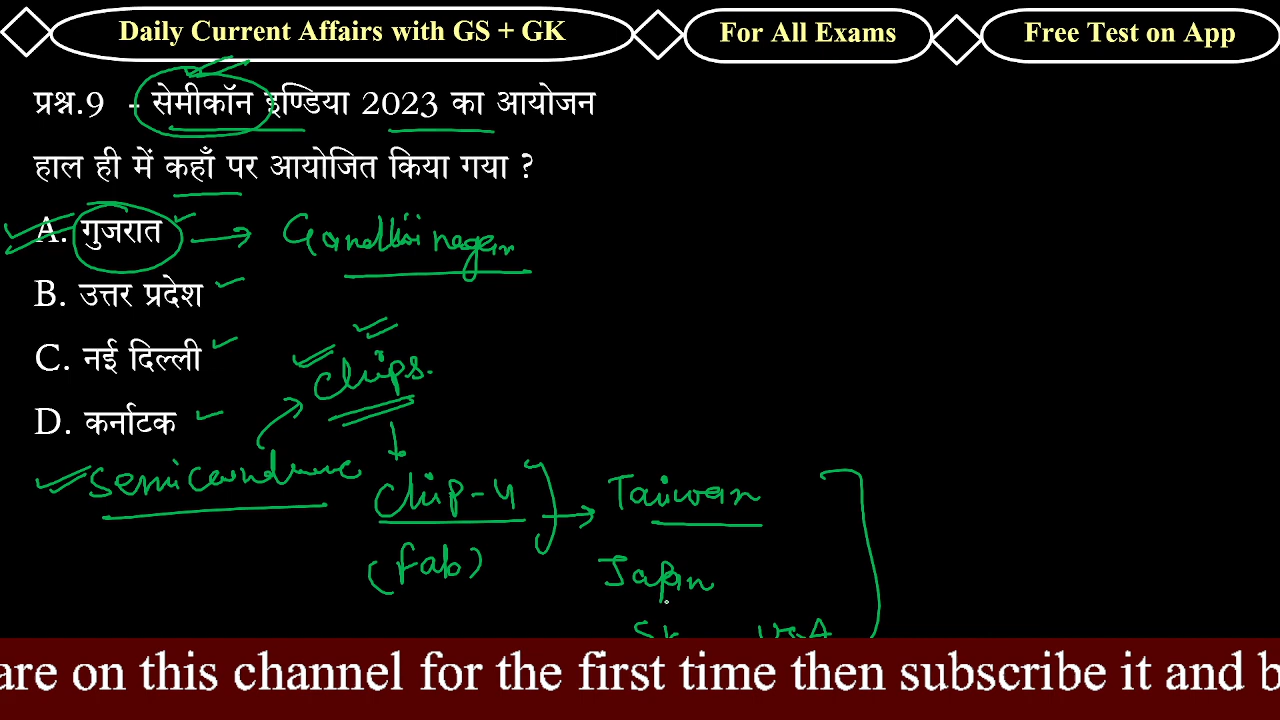 Daily Current Affairs with GS + GK
For All Exams
Free Test on App
प्रश्न.9 - सेमीकॉन इण्डिया 2023 का आयोजन
हाल ही में कहाँ पर आयोजित किया गया ?
A. गुजरात → Gandhinagar
B. उत्तर प्रदेश
C. नई दिल्ली
chips.
D. कर्नाटक
Chip-4 → Taiwan
(Fab)
Japan
SK USA
are on this channel for the first time then subscribe it and b